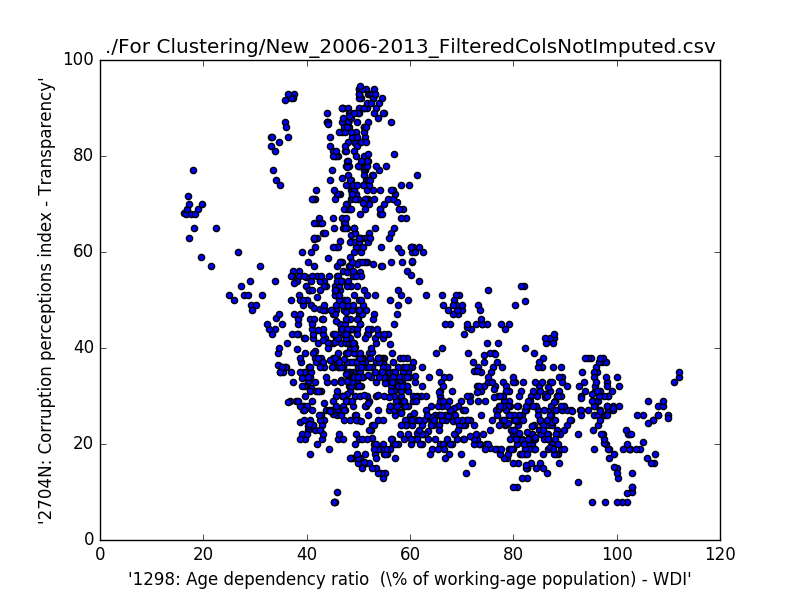 ./For Clustering/New_2006-2013_FilteredColsNotImputed.csv
100
80
60
40
20
0
'2704N: Corruption perceptions index - Transparency'
0 20 40 60 80 100 120
'1298: Age dependency ratio  (\% of working-age population) - WDI'